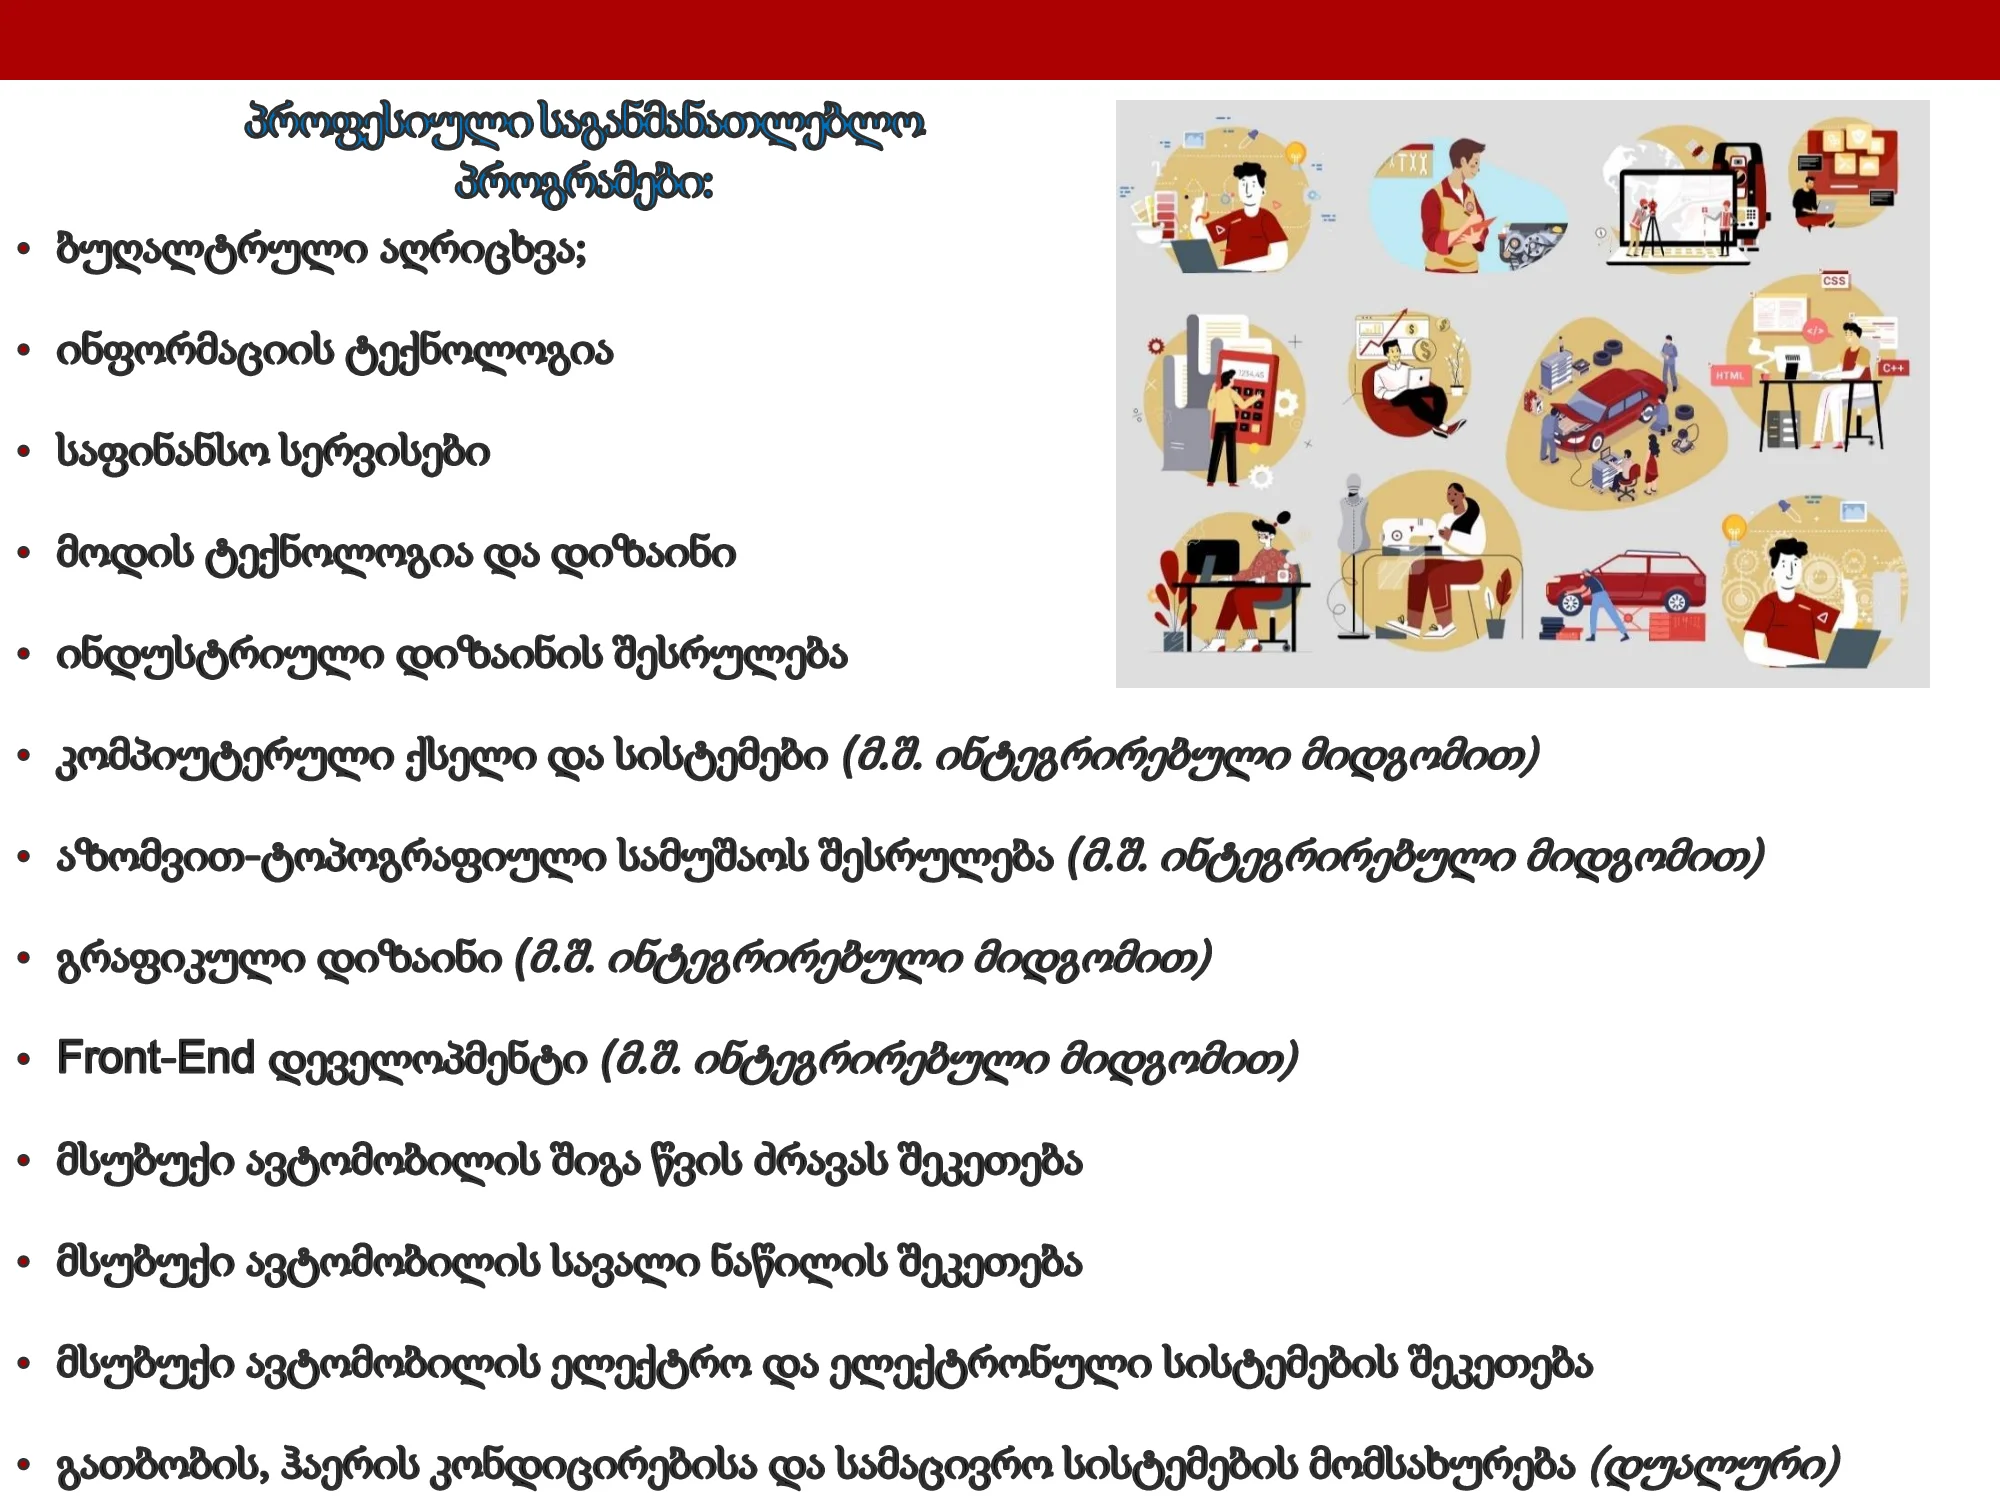 პროფესიული საგანმანათლებლო
პროგრამები:
• ბუღალტრული აღრიცხვა;
• ინფორმაციის ტექნოლოგია
• საფინანსო სერვისები
• მოდის ტექნოლოგია და დიზაინი
• ინდუსტრიული დიზაინის შესრულება
• კომპიუტერული ქსელი და სისტემები (მ.შ. ინტეგრირებული მიდგომით)
• აზომვით-ტოპოგრაფიული სამუშაოს შესრულება (მ.შ. ინტეგრირებული მიდგომით)
• გრაფიკული დიზაინი (მ.შ. ინტეგრირებული მიდგომით)
• Front-End დეველოპმენტი (მ.შ. ინტეგრირებული მიდგომით)
• მსუბუქი ავტომობილის შიგა წვის ძრავას შეკეთება
• მსუბუქი ავტომობილის სავალი ნაწილის შეკეთება
• მსუბუქი ავტომობილის ელექტრო და ელექტრონული სისტემების შეკეთება
• გათბობის, ჰაერის კონდიცირებისა და სამაცივრო სისტემების მომსახურება (დუალური)
CSS
HTML
C++
1234.45